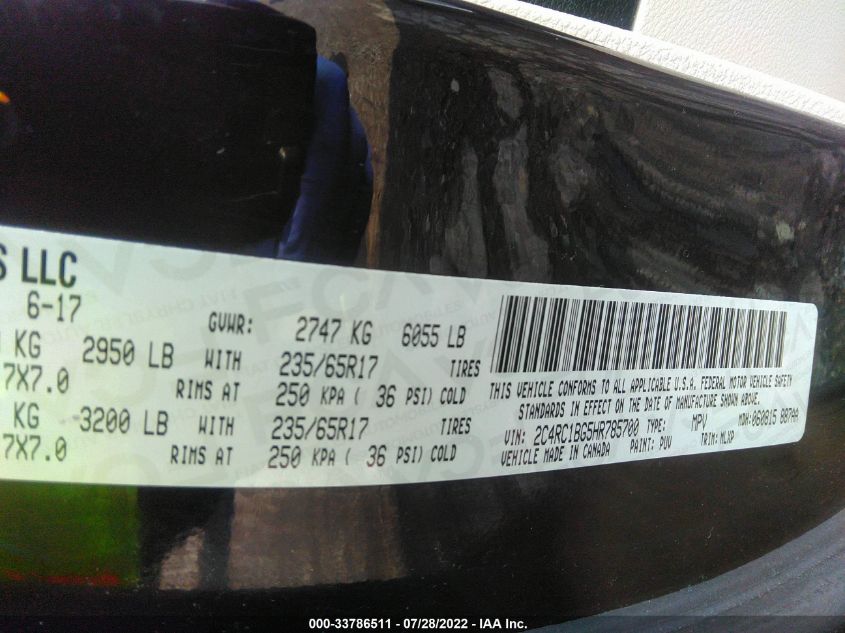 S LLC
6-17 GVWR: 2747 KG 6055 LB
KG 2950 LB WITH 235/65R17 TIRES
7X7.0 RIMS AT 250 KPA ( 36 PSI) COLD
KG 3200 LB WITH 235/65R17 TIRES
7X7.0 RIMS AT 250 KPA ( 36 PSI) COLD
THIS VEHICLE CONFORMS TO ALL APPLICABLE U.S.A. FEDERAL MOTOR VEHICLE SAFETY
STANDARDS IN EFFECT ON THE DATE OF MANUFACTURE SHOWN ABOVE.
VIN: 2C4RC1BG5HR785700 TYPE: MPV MDH: 060815 887AA
VEHICLE MADE IN CANADA PAINT: PUV TRIM: MLXP
000-33786511 / 07/28/2022 - IAA Inc.